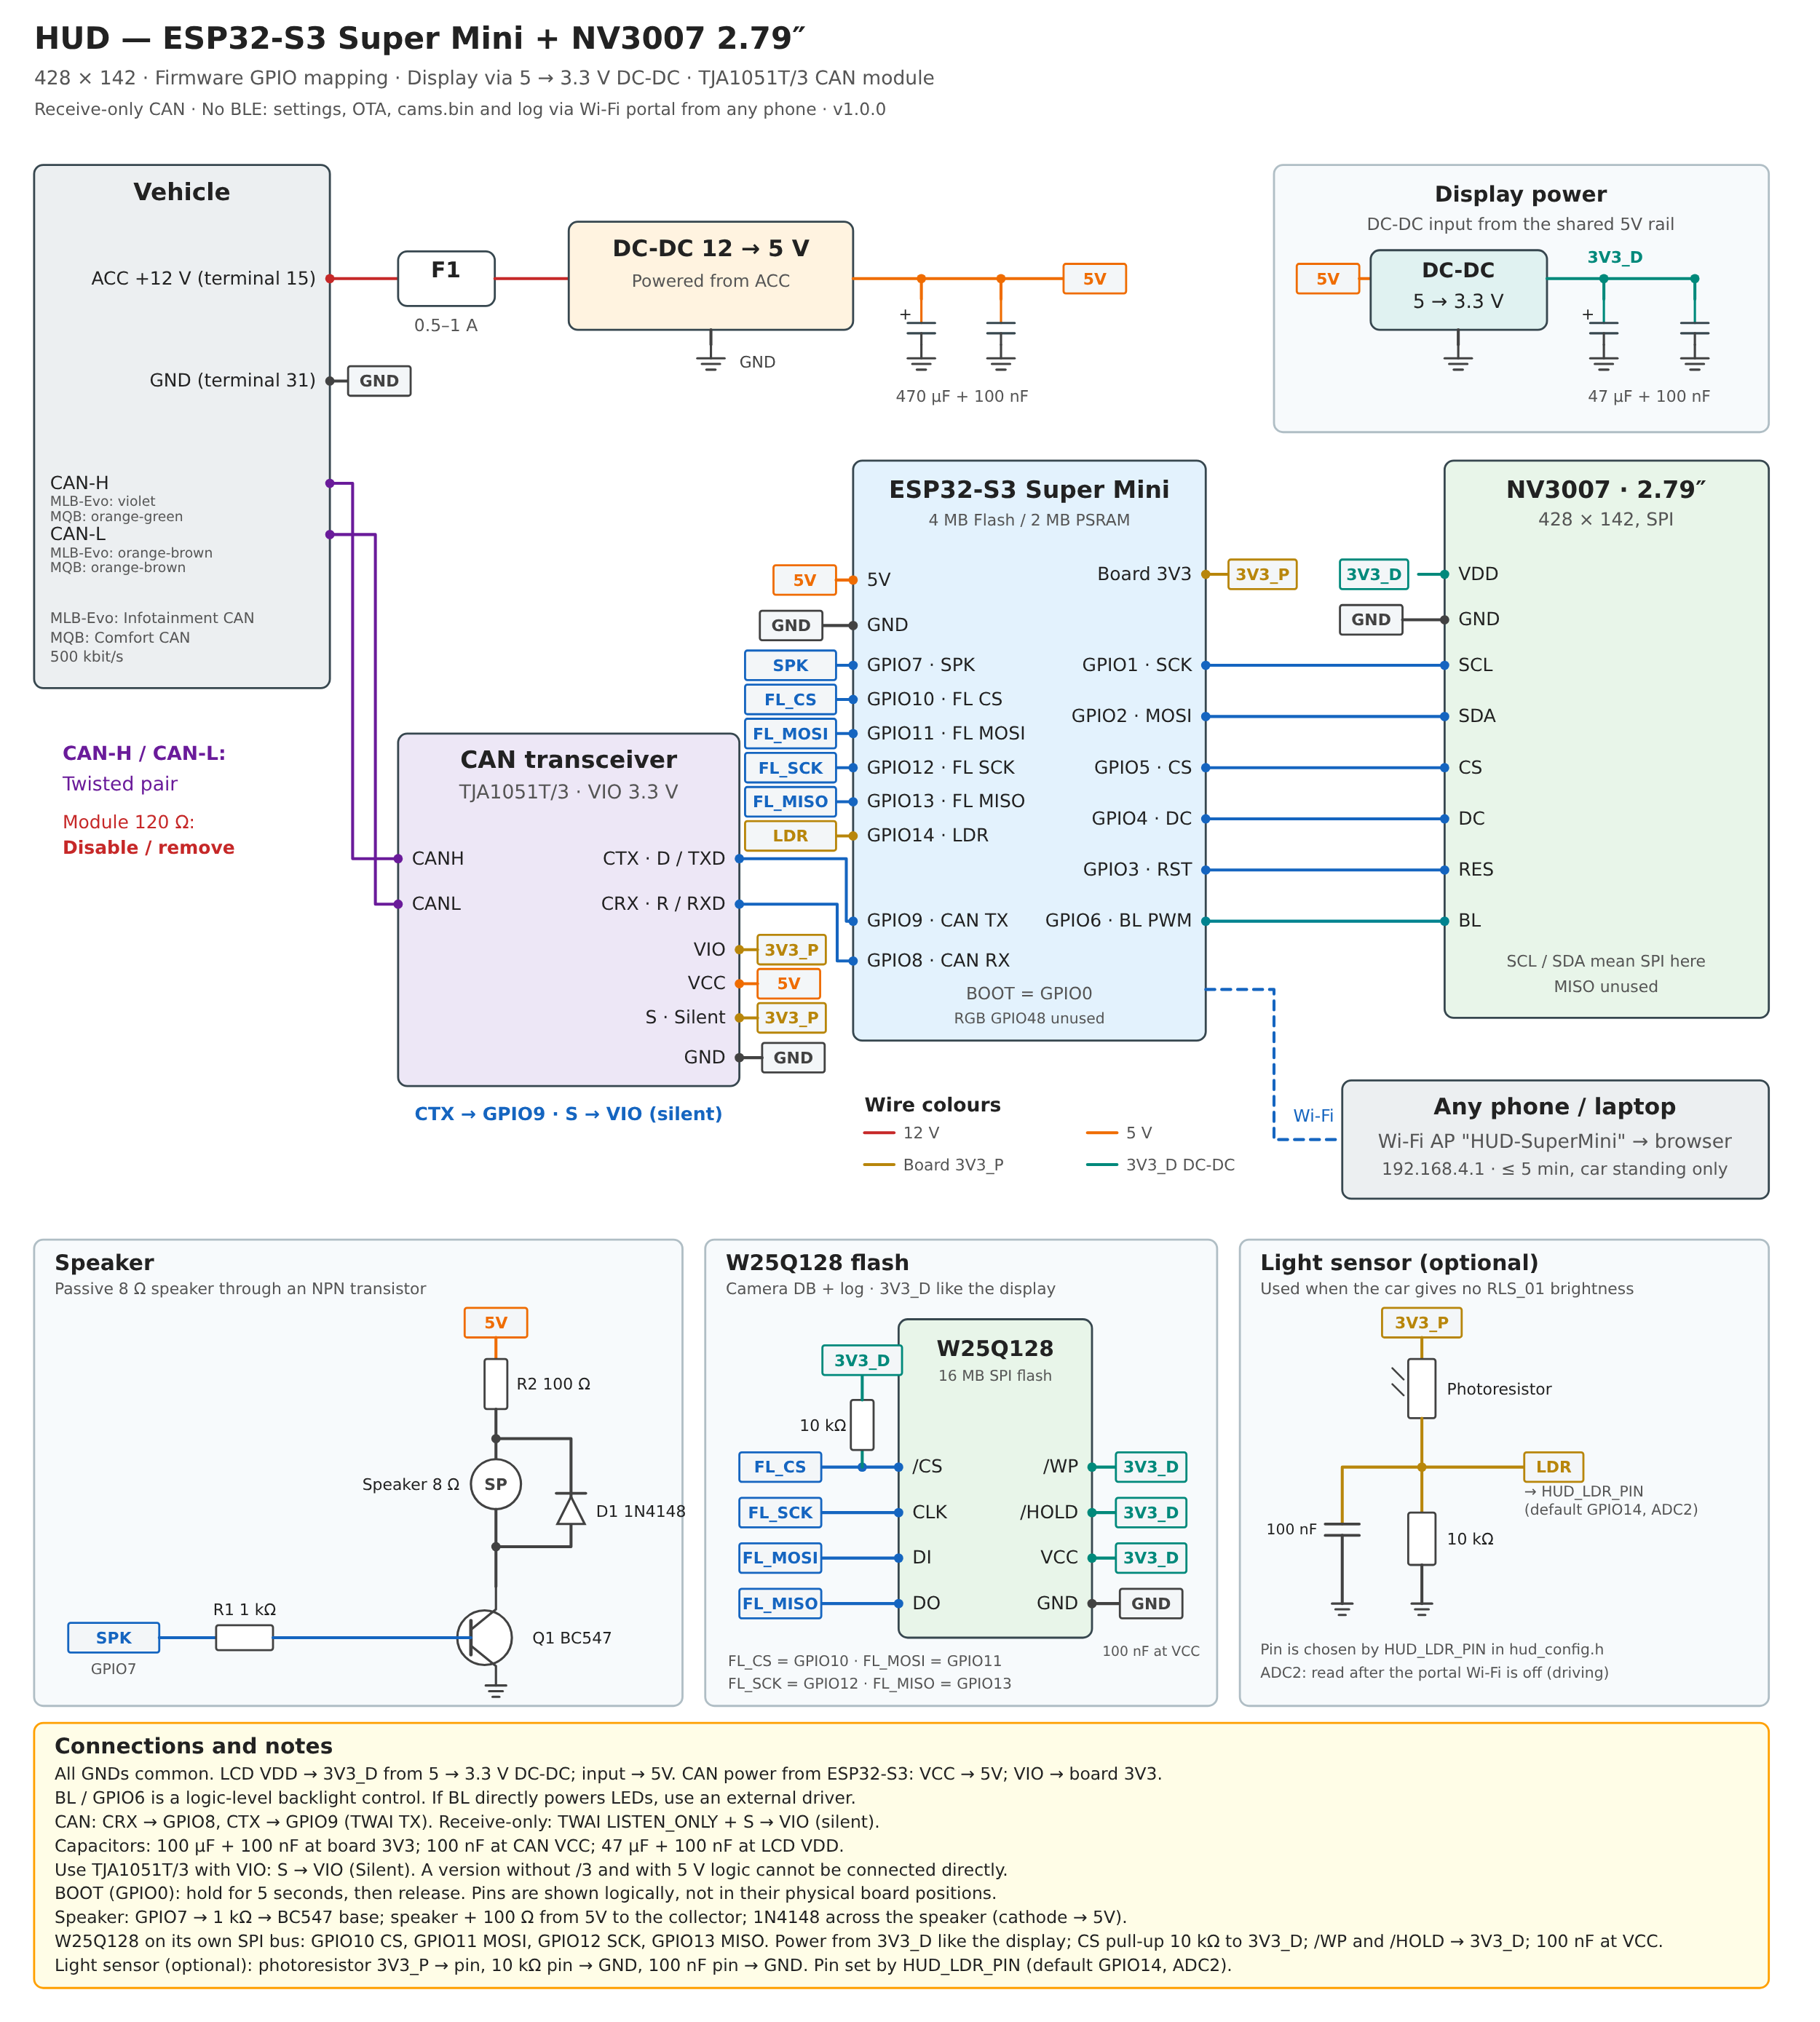 HUD — ESP32-S3 Super Mini + NV3007 2.79″
428 × 142 · Firmware GPIO mapping · Display via 5 → 3.3 V DC-DC · TJA1051T/3 CAN module
Receive-only CAN · No BLE: settings, OTA, cams.bin and log via Wi-Fi portal from any phone · v1.0.0
Vehicle
ACC +12 V (terminal 15)
GND (terminal 31)
GND
CAN-H
MLB-Evo: violet
MQB: orange-green
CAN-L
MLB-Evo: orange-brown
MQB: orange-brown
MLB-Evo: Infotainment CAN
MQB: Comfort CAN
500 kbit/s
F1
0.5–1 A
DC-DC 12 → 5 V
Powered from ACC
GND
5V
+
470 µF + 100 nF
Display power
DC-DC input from the shared 5V rail
5V
DC-DC
5 → 3.3 V
3V3_D
+
47 µF + 100 nF
CAN-H / CAN-L:
Twisted pair
Module 120 Ω:
Disable / remove
CAN transceiver
TJA1051T/3 · VIO 3.3 V
CANH
CANL
CTX · D / TXD
CRX · R / RXD
VIO
3V3_P
VCC
5V
S · Silent
3V3_P
GND
GND
CTX → GPIO9 · S → VIO (silent)
ESP32-S3 Super Mini
4 MB Flash / 2 MB PSRAM
5V
5V
GND
GND
SPK
GPIO7 · SPK
FL_CS
GPIO10 · FL CS
FL_MOSI
GPIO11 · FL MOSI
FL_SCK
GPIO12 · FL SCK
FL_MISO
GPIO13 · FL MISO
LDR
GPIO14 · LDR
GPIO9 · CAN TX
GPIO8 · CAN RX
Board 3V3
3V3_P
GPIO1 · SCK
GPIO2 · MOSI
GPIO5 · CS
GPIO4 · DC
GPIO3 · RST
GPIO6 · BL PWM
BOOT = GPIO0
RGB GPIO48 unused
NV3007 · 2.79″
428 × 142, SPI
3V3_D
VDD
GND
GND
SCL
SDA
CS
DC
RES
BL
SCL / SDA mean SPI here
MISO unused
Wire colours
12 V
5 V
Board 3V3_P
3V3_D DC-DC
Wi-Fi
Any phone / laptop
Wi-Fi AP "HUD-SuperMini" → browser
192.168.4.1 · ≤ 5 min, car standing only
Speaker
Passive 8 Ω speaker through an NPN transistor
5V
R2 100 Ω
Speaker 8 Ω
SP
D1 1N4148
R1 1 kΩ
SPK
GPIO7
Q1 BC547
W25Q128 flash
Camera DB + log · 3V3_D like the display
3V3_D
W25Q128
16 MB SPI flash
10 kΩ
FL_CS
/CS
/WP
3V3_D
FL_SCK
CLK
/HOLD
3V3_D
FL_MOSI
DI
VCC
3V3_D
FL_MISO
DO
GND
GND
100 nF at VCC
FL_CS = GPIO10 · FL_MOSI = GPIO11
FL_SCK = GPIO12 · FL_MISO = GPIO13
Light sensor (optional)
Used when the car gives no RLS_01 brightness
3V3_P
Photoresistor
LDR
→ HUD_LDR_PIN
(default GPIO14, ADC2)
100 nF
10 kΩ
Pin is chosen by HUD_LDR_PIN in hud_config.h
ADC2: read after the portal Wi-Fi is off (driving)
Connections and notes
All GNDs common. LCD VDD → 3V3_D from 5 → 3.3 V DC-DC; input → 5V. CAN power from ESP32-S3: VCC → 5V; VIO → board 3V3.
BL / GPIO6 is a logic-level backlight control. If BL directly powers LEDs, use an external driver.
CAN: CRX → GPIO8, CTX → GPIO9 (TWAI TX). Receive-only: TWAI LISTEN_ONLY + S → VIO (silent).
Capacitors: 100 µF + 100 nF at board 3V3; 100 nF at CAN VCC; 47 µF + 100 nF at LCD VDD.
Use TJA1051T/3 with VIO: S → VIO (Silent). A version without /3 and with 5 V logic cannot be connected directly.
BOOT (GPIO0): hold for 5 seconds, then release. Pins are shown logically, not in their physical board positions.
Speaker: GPIO7 → 1 kΩ → BC547 base; speaker + 100 Ω from 5V to the collector; 1N4148 across the speaker (cathode → 5V).
W25Q128 on its own SPI bus: GPIO10 CS, GPIO11 MOSI, GPIO12 SCK, GPIO13 MISO. Power from 3V3_D like the display; CS pull-up 10 kΩ to 3V3_D; /WP and /HOLD → 3V3_D; 100 nF at VCC.
Light sensor (optional): photoresistor 3V3_P → pin, 10 kΩ pin → GND, 100 nF pin → GND. Pin set by HUD_LDR_PIN (default GPIO14, ADC2).